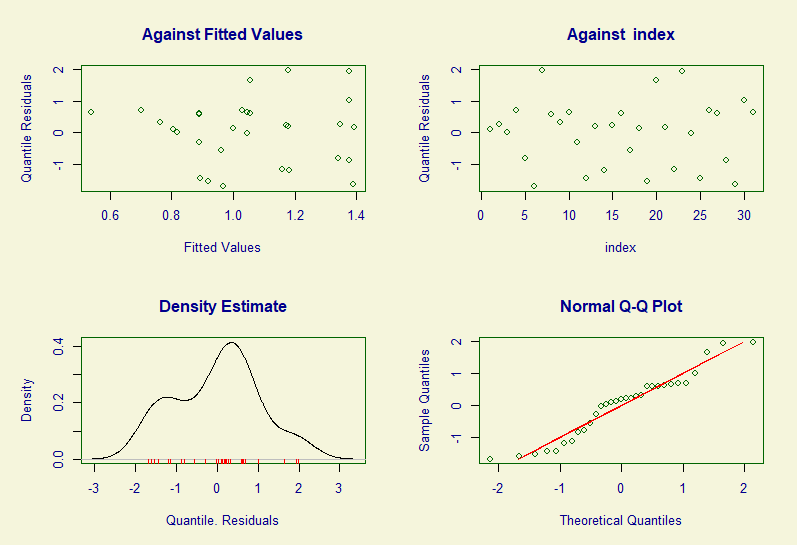 Against Fitted Values
Quantile Residuals
-1 0 1 2
0.6 0.8 1.0 1.2 1.4
Fitted Values
Against index
Quantile Residuals
-1 0 1 2
0 5 10 15 20 25 30
index
Density Estimate
Density
0.0 0.2 0.4
-3 -2 -1 0 1 2 3
Quantile. Residuals
Normal Q-Q Plot
Sample Quantiles
-1 0 1 2
-2 -1 0 1 2
Theoretical Quantiles